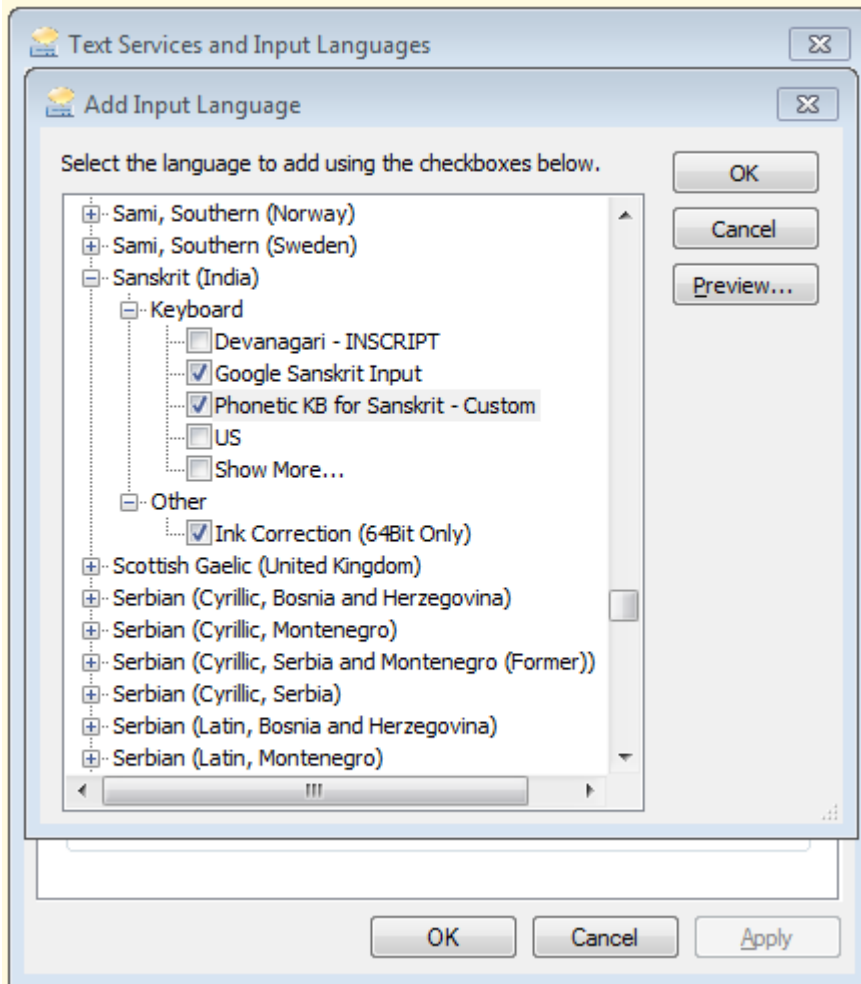 Text Services and Input Languages
Add Input Language
Select the language to add using the checkboxes below.
OK
Cancel
Preview...
Sami, Southern (Norway)
Sami, Southern (Sweden)
Sanskrit (India)
Keyboard
Devanagari - INSCRIPT
Google Sanskrit Input
Phonetic KB for Sanskrit - Custom
US
Show More...
Other
Ink Correction (64Bit Only)
Scottish Gaelic (United Kingdom)
Serbian (Cyrillic, Bosnia and Herzegovina)
Serbian (Cyrillic, Montenegro)
Serbian (Cyrillic, Serbia and Montenegro (Former))
Serbian (Cyrillic, Serbia)
Serbian (Latin, Bosnia and Herzegovina)
Serbian (Latin, Montenegro)
OK Cancel Apply